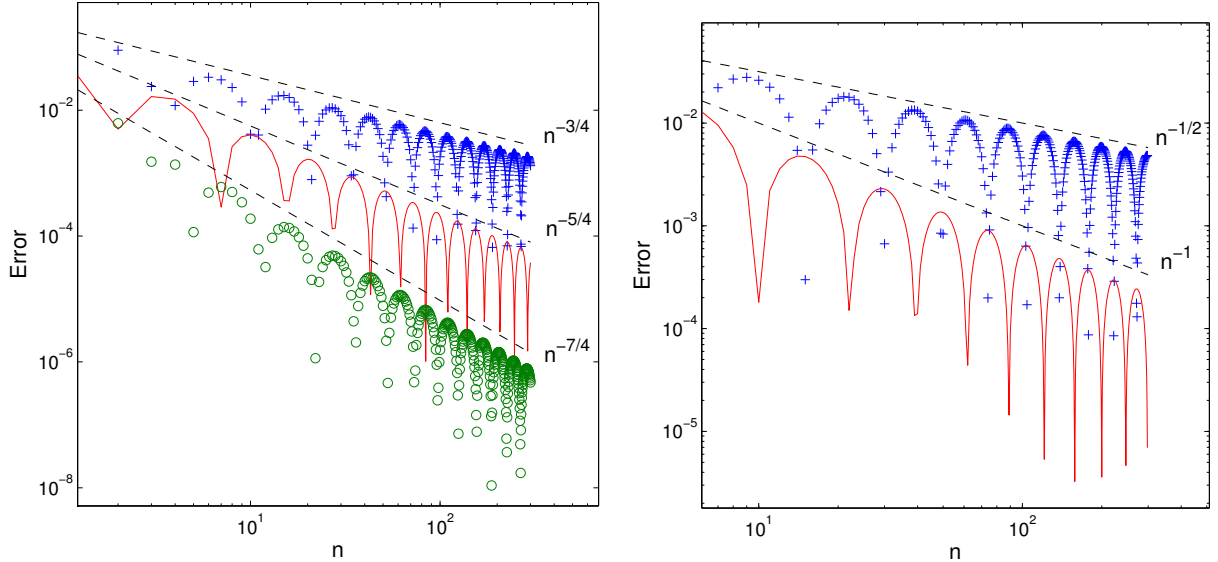 10^{-2}
10^{-4}
10^{-6}
10^{-8}
Error
10^{1}
10^{2}
n
n^{-3/4}
n^{-5/4}
n^{-7/4}
10^{-2}
10^{-3}
10^{-4}
10^{-5}
Error
10^{1}
10^{2}
n
n^{-1/2}
n^{-1}